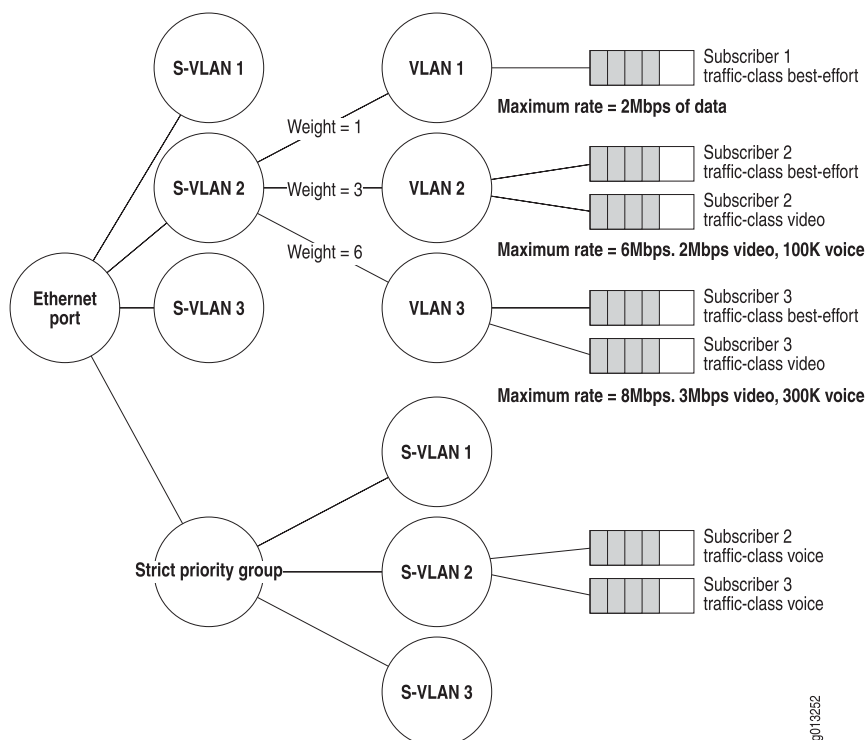 S-VLAN 1
VLAN 1
Subscriber 1
traffic-class best-effort
Maximum rate = 2Mbps of data
Weight = 1
S-VLAN 2
Weight = 3
VLAN 2
Subscriber 2
traffic-class best-effort
Subscriber 2
traffic-class video
Maximum rate = 6Mbps. 2Mbps video, 100K voice
Weight = 6
Ethernet
port
S-VLAN 3
VLAN 3
Subscriber 3
traffic-class best-effort
Subscriber 3
traffic-class video
Maximum rate = 8Mbps. 3Mbps video, 300K voice
S-VLAN 1
Strict priority group
S-VLAN 2
Subscriber 2
traffic-class voice
Subscriber 3
traffic-class voice
S-VLAN 3
g013252